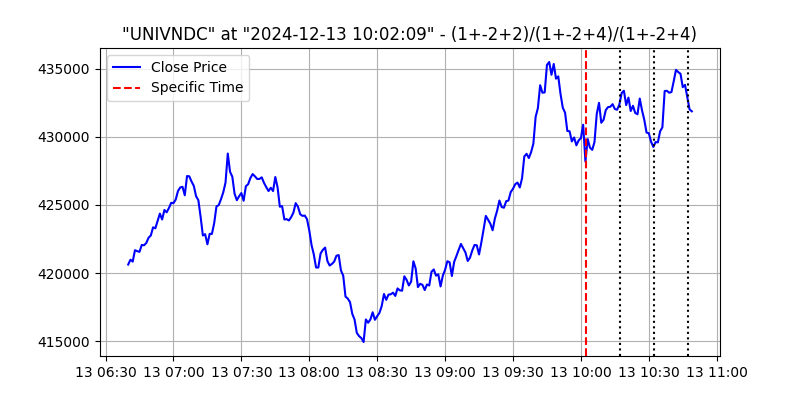 "UNIVNDC" at "2024-12-13 10:02:09" - (1+-2+2)/(1+-2+4)/(1+-2+4)
Close Price
Specific Time
435000
430000
425000
420000
415000
13 06:30 13 07:00 13 07:30 13 08:00 13 08:30 13 09:00 13 09:30 13 10:00 13 10:30 13 11:00